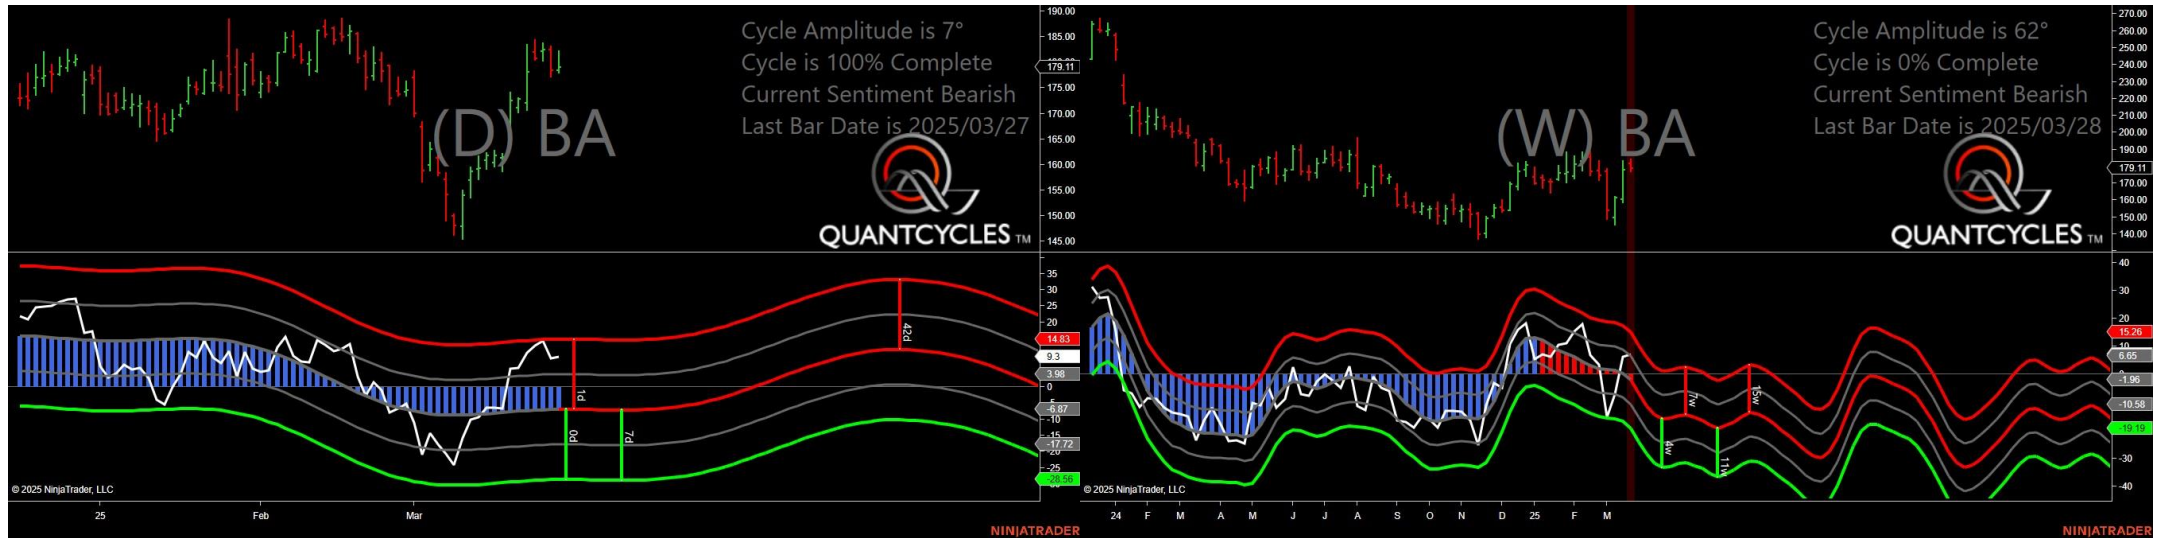 Cycle Amplitude is 7°
Cycle is 100% Complete
Current Sentiment Bearish
Last Bar Date is 2025/03/27
(D) BA
QUANTCYCLES TM
190.00
185.00
179.11
175.00
170.00
165.00
160.00
155.00
150.00
145.00
35
30
25
20
14.83
9.3
3.98
0
-6.87
-10
-15
-17.72
-20
-25
-28.56
42d
1d
0d
7d
© 2025 NinjaTrader, LLC
25 Feb Mar
NINJATRADER
Cycle Amplitude is 62°
Cycle is 0% Complete
Current Sentiment Bearish
Last Bar Date is 2025/03/28
(W) BA
QUANTCYCLES TM
270.00
260.00
250.00
240.00
230.00
220.00
210.00
200.00
190.00
179.11
170.00
160.00
150.00
140.00
40
30
20
15.26
10
6.65
-1.96
-10.58
-19.19
-30
-40
7w
15w
4w
11w
© 2025 NinjaTrader, LLC
24 F M A M J J A S O N D 25 F M
NINJATRADER